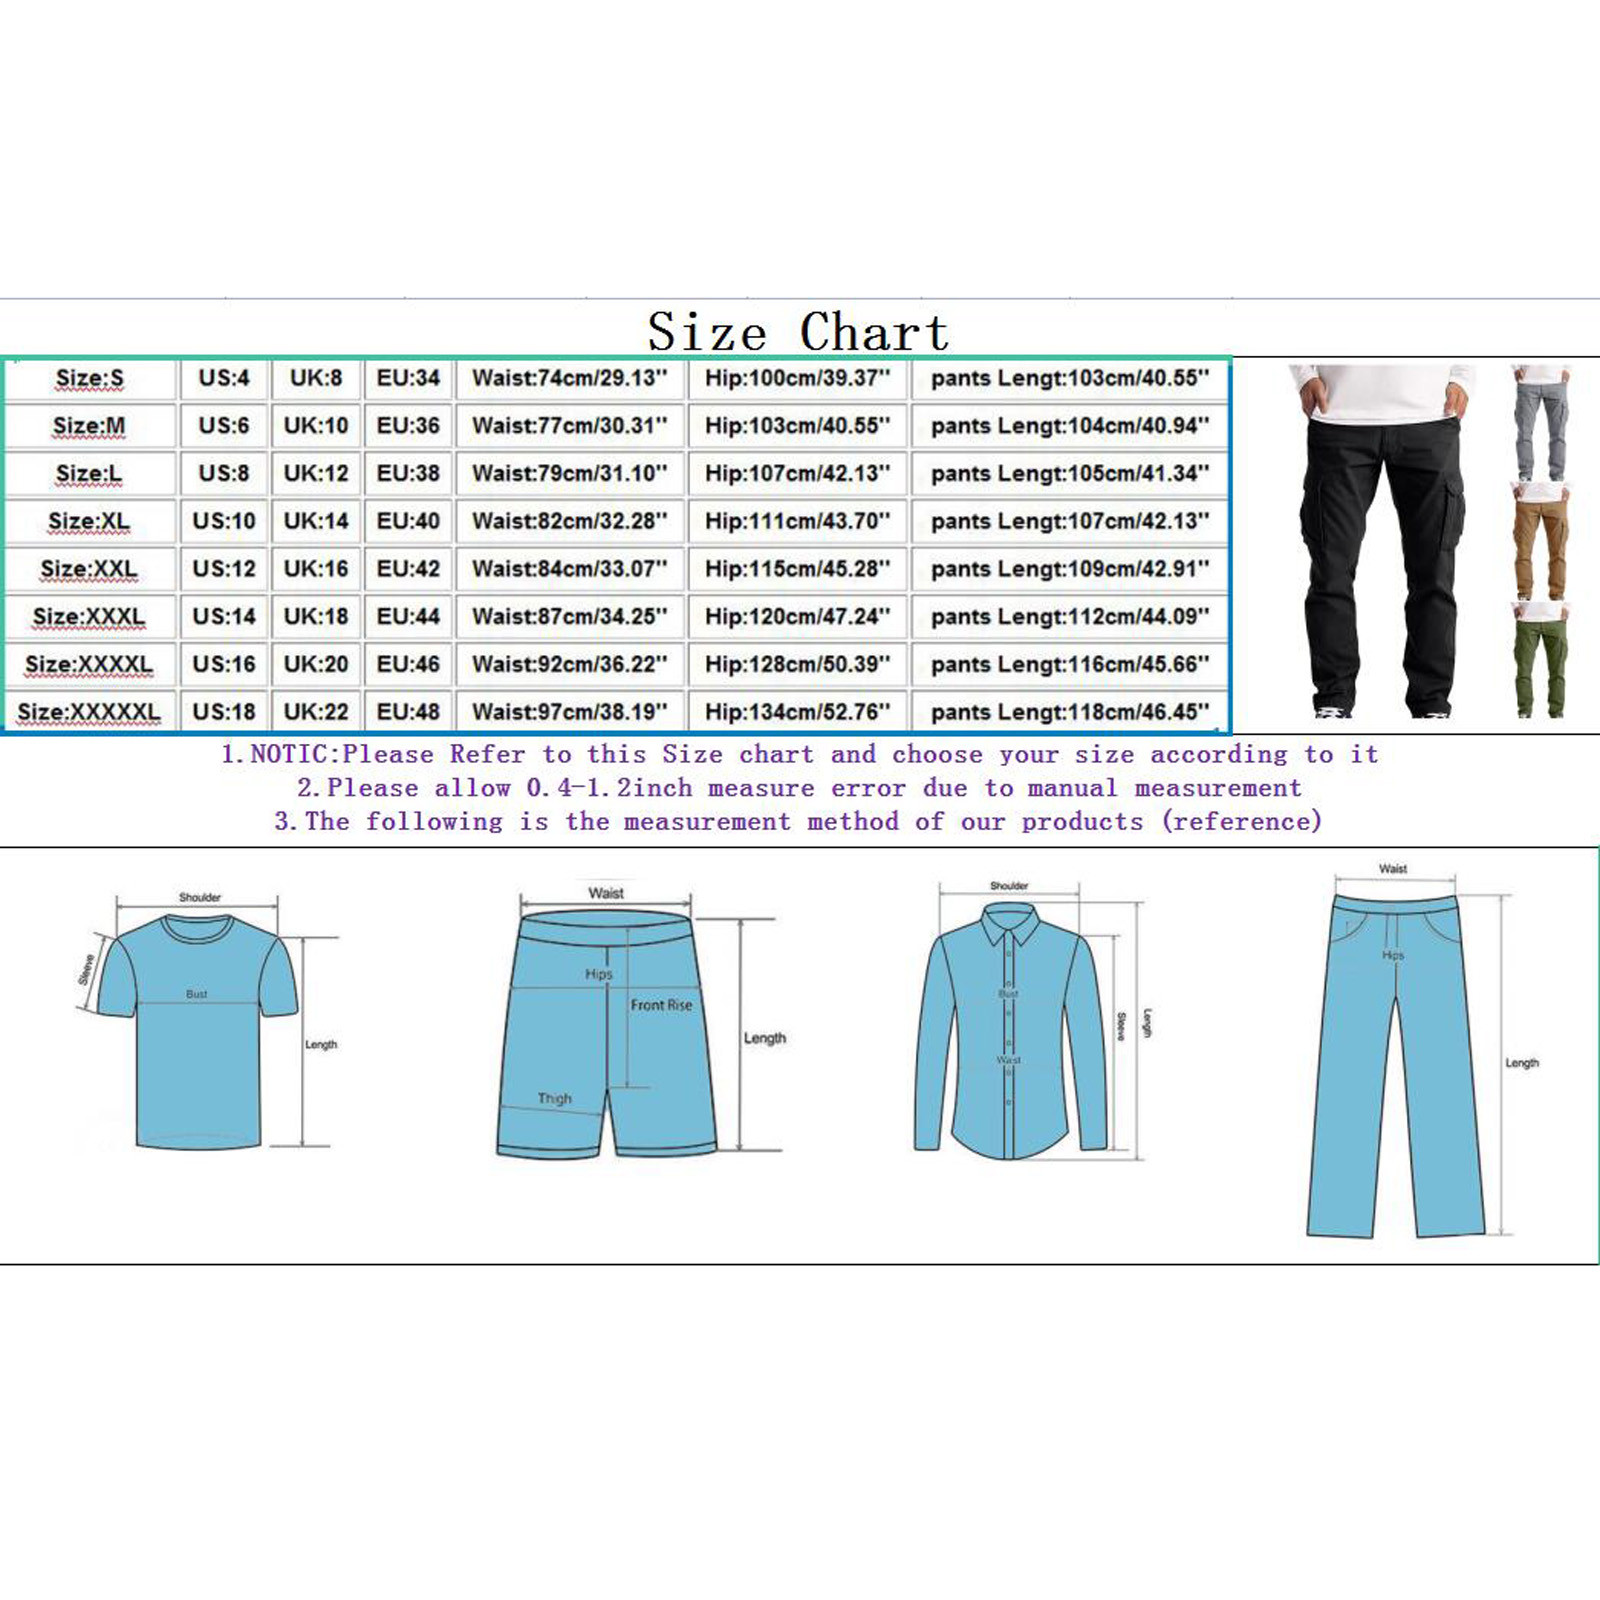 Size Chart
Size:S US:4 UK:8 EU:34 Waist:74cm/29.13'' Hip:100cm/39.37'' pants Lengt:103cm/40.55''
Size:M US:6 UK:10 EU:36 Waist:77cm/30.31'' Hip:103cm/40.55'' pants Lengt:104cm/40.94''
Size:L US:8 UK:12 EU:38 Waist:79cm/31.10'' Hip:107cm/42.13'' pants Lengt:105cm/41.34''
Size:XL US:10 UK:14 EU:40 Waist:82cm/32.28'' Hip:111cm/43.70'' pants Lengt:107cm/42.13''
Size:XXL US:12 UK:16 EU:42 Waist:84cm/33.07'' Hip:115cm/45.28'' pants Lengt:109cm/42.91''
Size:XXXL US:14 UK:18 EU:44 Waist:87cm/34.25'' Hip:120cm/47.24'' pants Lengt:112cm/44.09''
Size:XXXXL US:16 UK:20 EU:46 Waist:92cm/36.22'' Hip:128cm/50.39'' pants Lengt:116cm/45.66''
Size:XXXXXL US:18 UK:22 EU:48 Waist:97cm/38.19'' Hip:134cm/52.76'' pants Lengt:118cm/46.45''
1.NOTIC:Please Refer to this Size chart and choose your size according to it
2.Please allow 0.4-1.2inch measure error due to manual measurement
3.The following is the measurement method of our products (reference)
Shoulder
Sleeve
Bust
Length
Waist
Hips
Front Rise
Length
Thigh
Shoulder
Bust
Sleeve
Length
Waist
Waist
Hips
Length